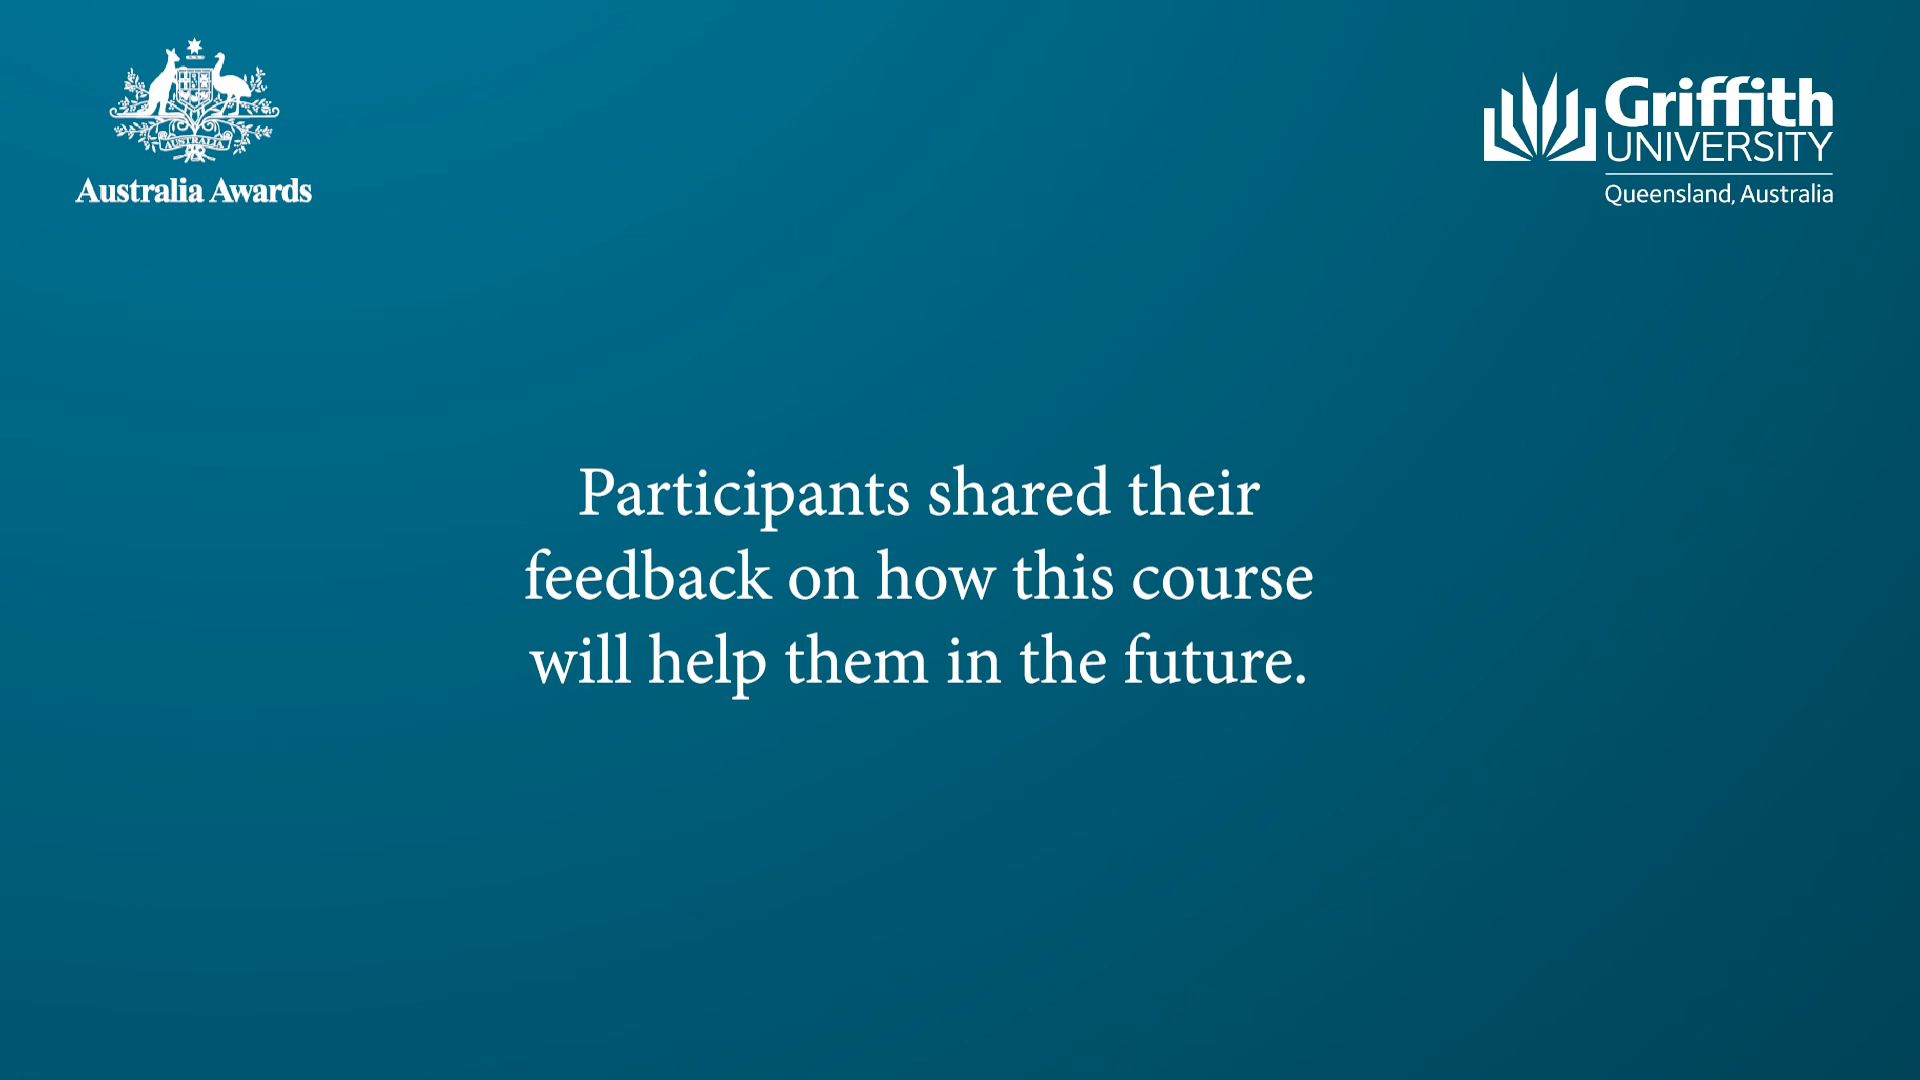 AUSTRALIA
Australia Awards
Griffith
UNIVERSITY
Queensland, Australia
Participants shared their
feedback on how this course
will help them in the future.